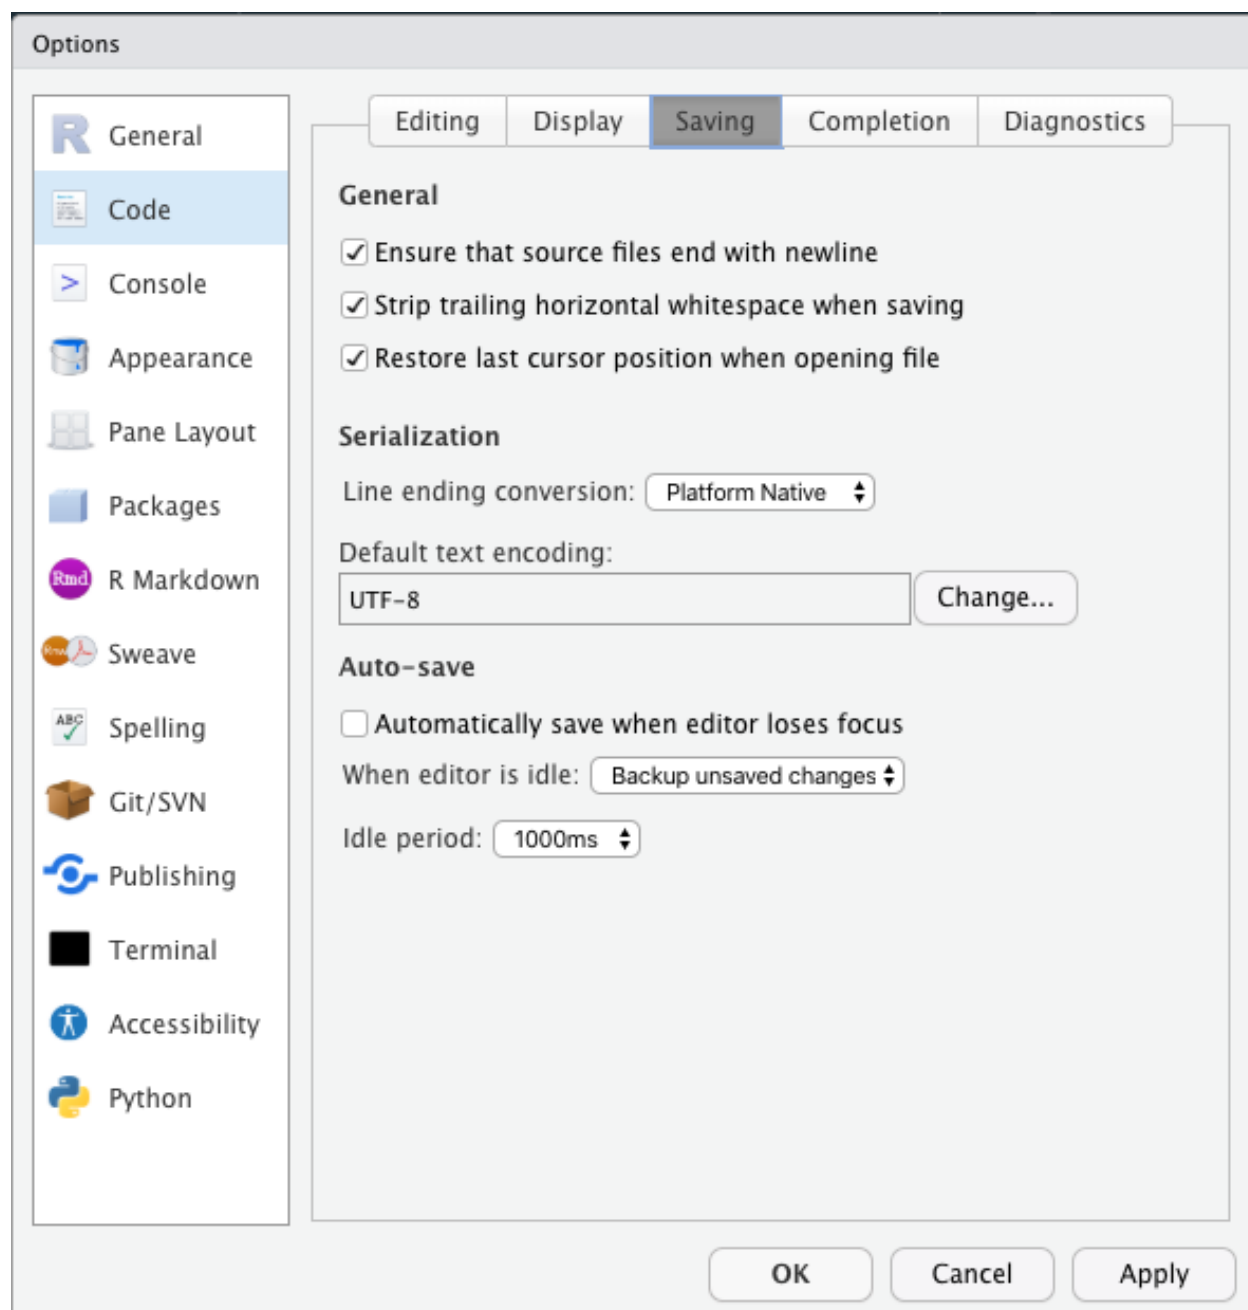 Options
General
Code
Console
Appearance
Pane Layout
Packages
Rmd R Markdown
Sweave
ABC Spelling
Git/SVN
Publishing
Terminal
Accessibility
Python
Editing Display Saving Completion Diagnostics
General
Ensure that source files end with newline
Strip trailing horizontal whitespace when saving
Restore last cursor position when opening file
Serialization
Line ending conversion: Platform Native
Default text encoding:
UTF-8 Change...
Auto-save
Automatically save when editor loses focus
When editor is idle: Backup unsaved changes
Idle period: 1000ms
OK Cancel Apply